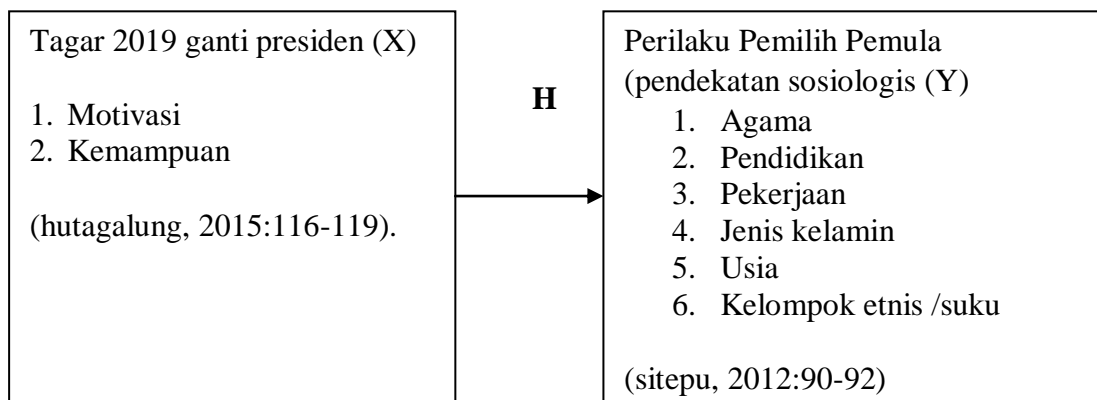 Tagar 2019 ganti presiden (X)
1. Motivasi
2. Kemampuan
(hutagalung, 2015:116-119).
H
Perilaku Pemilih Pemula
(pendekatan sosiologis (Y)
1. Agama
2. Pendidikan
3. Pekerjaan
4. Jenis kelamin
5. Usia
6. Kelompok etnis /suku
(sitepu, 2012:90-92)